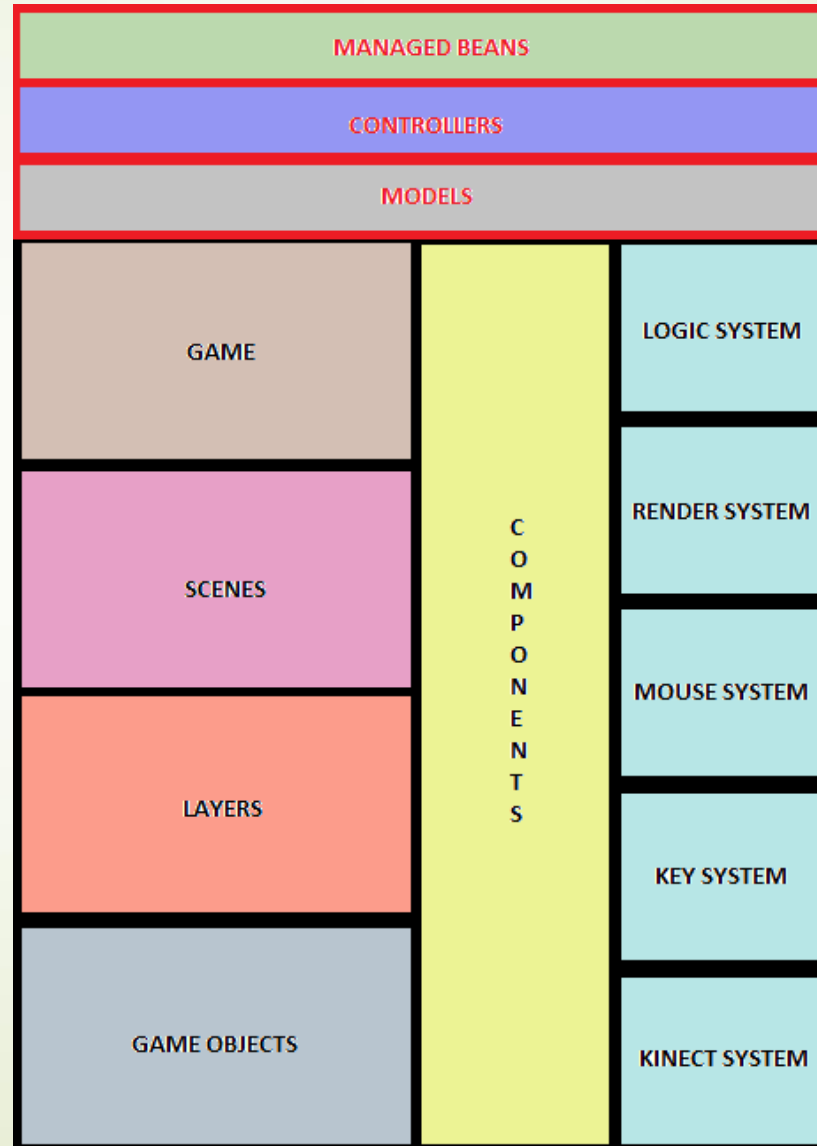 MANAGED BEANS
CONTROLLERS
MODELS
GAME
SCENES
LAYERS
GAME OBJECTS
C
O
M
P
O
N
E
N
T
S
LOGIC SYSTEM
RENDER SYSTEM
MOUSE SYSTEM
KEY SYSTEM
KINECT SYSTEM